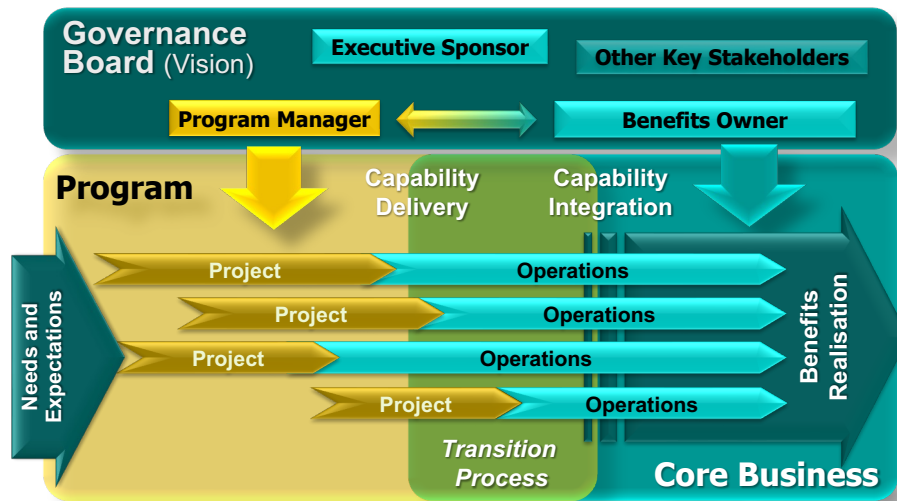 Governance
Board (Vision)
Executive Sponsor
Other Key Stakeholders
Program Manager
Benefits Owner
Program
Capability
Delivery
Capability
Integration
Needs and
Expectations
Project
Operations
Project
Operations
Project
Operations
Project
Operations
Benefits
Realisation
Transition
Process
Core Business